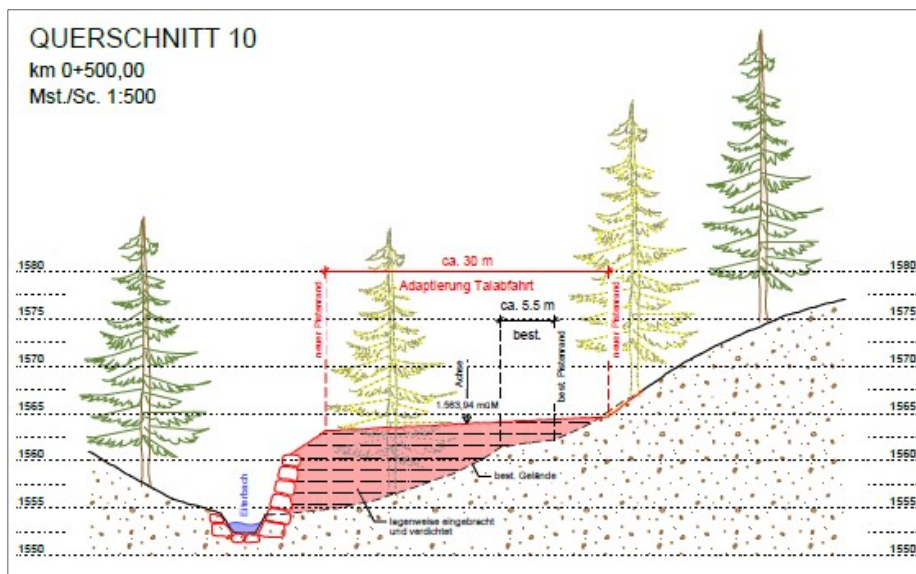 QUERSCHNITT 10
km 0+500,00
Mst./Sc. 1:500
ca. 30 m
1580
1580
Adaptierung Talabfahrt
neuer Pistenrand
neuer Pistenrand
ca. 5.5 m
1575
1575
best.
best. Pistenrand
1570
1570
Achse
1.563,94 müM
1565
1565
1560
1560
best. Gelände
Eiterbach
1555
1555
lagenweise eingebracht
und verdichtet
1550
1550